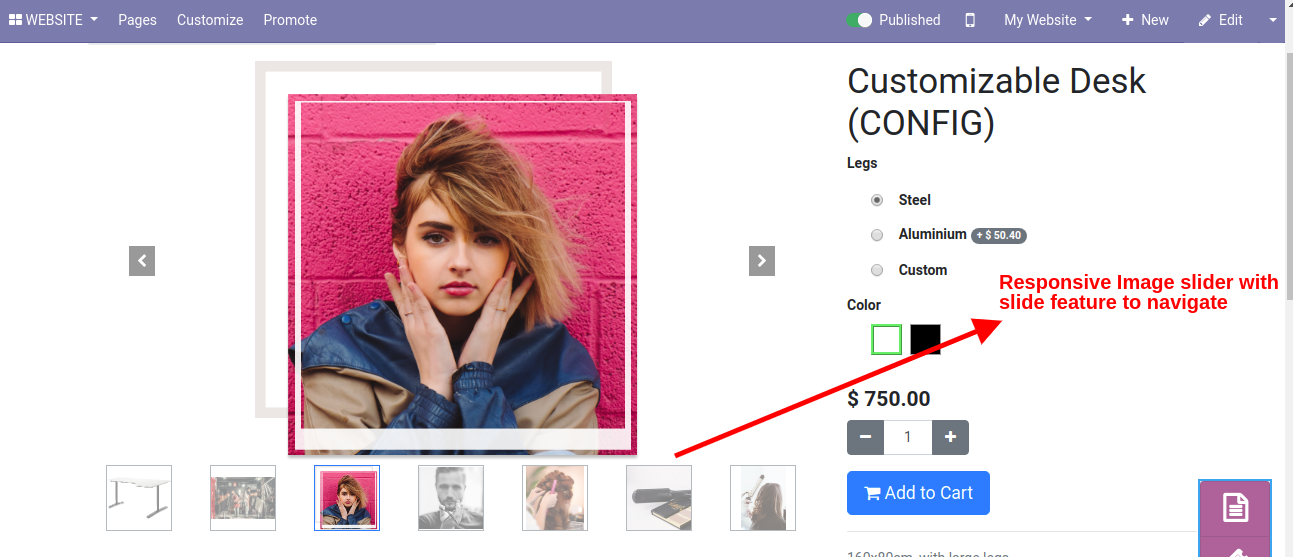 WEBSITE Pages Customize Promote Published My Website New Edit
Customizable Desk
(CONFIG)
Legs
Steel
Aluminium + $ 50.40
Custom
Responsive Image slider with
slide feature to navigate
Color
$ 750.00
1
Add to Cart